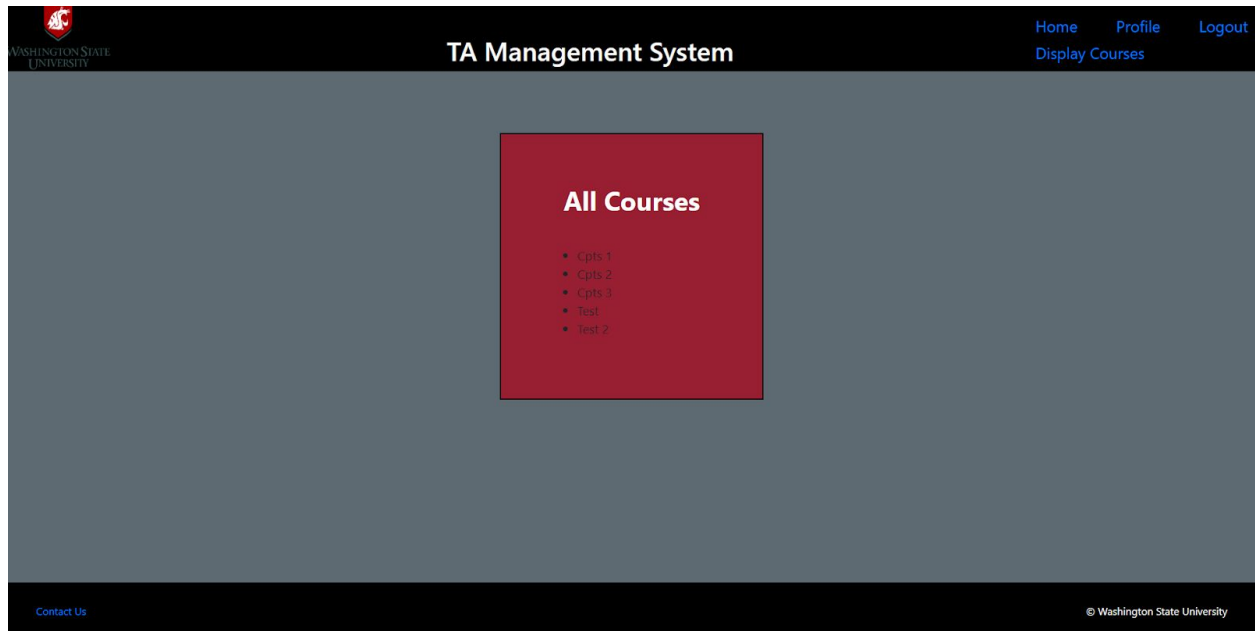 WASHINGTON STATE
UNIVERSITY
TA Management System
Home Profile Logout
Display Courses
All Courses
Cpts 1
Cpts 2
Cpts 3
Test
Test 2
Contact Us
© Washington State University